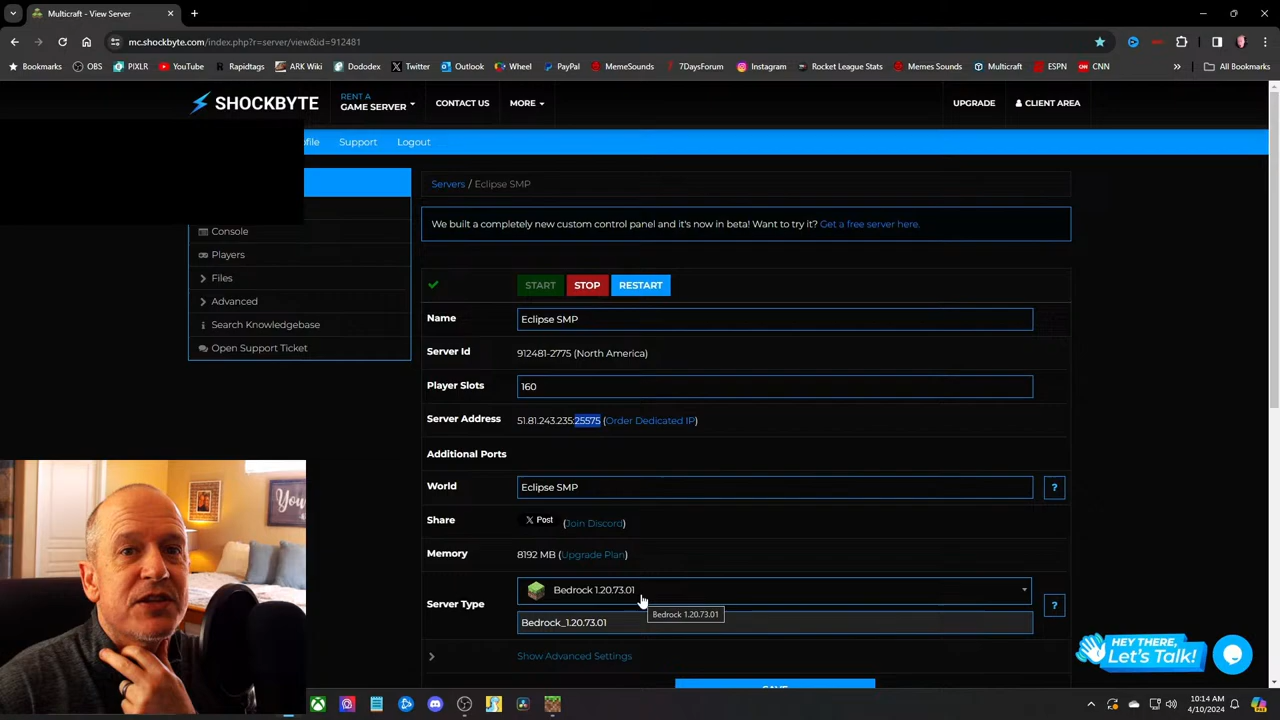 Multicraft - View Server
mc.shockbyte.com/index.php?r=server/view&id=912481
Bookmarks OBS PIXLR YouTube Rapidtags ARK Wiki Dododex Twitter Outlook Wheel PayPal MemeSounds 7DaysForum Instagram Rocket League Stats Memes Sounds Multicraft ESPN CNN » All Bookmarks
SHOCKBYTE
RENT A
GAME SERVER
CONTACT US
MORE
UPGRADE
CLIENT AREA
ofile Support Logout
Servers / Eclipse SMP
We built a completely new custom control panel and it's now in beta! Want to try it? Get a free server here.
Console
Players
Files
Advanced
Search Knowledgebase
Open Support Ticket
START STOP RESTART
Name Eclipse SMP
Server Id 912481-2775 (North America)
Player Slots 160
Server Address 51.81.243.235:25575 (Order Dedicated IP)
Additional Ports
World Eclipse SMP ?
Share X Post (Join Discord)
Memory 8192 MB (Upgrade Plan)
Server Type Bedrock 1.20.73.01 ?
Bedrock 1.20.73.01
Bedrock_1.20.73.01
Show Advanced Settings
SAVE
HEY THERE,
Let's Talk!
You
10:14 AM
4/10/2024